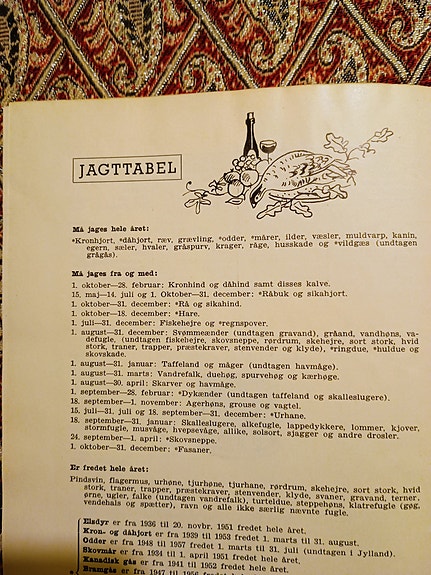 JAGTTABEL
Må jages hele året:
*Kronhjort, *dåhjort, ræv, grævling, *odder, *mårer, ilder, væsler, muldvarp, kanin,
egern, sæler, hvaler, gråspurv, krager, råge, husskade og *vildgæs (undtagen
grågås).
Må jages fra og med:
1. oktober—28. februar: Kronhind og dåhind samt disses kalve.
15. maj—14. juli og 1. Oktober—31. december: *Råbuk og sikahjort.
1. oktober—31. december: *Rå og sikahind.
1. oktober—18. december: *Hare.
1. juli—31. december: Fiskehejre og *regnspover.
1. august—31. december: Svømmeænder (undtagen gravand), gråand, vandhøns, va-
defugle, (undtagen fiskehejre, skovsneppe, rørdrum, skehejre, sort stork, hvid
stork, traner, trapper, præstekraver, stenvender og klyde), *ringdue, *huldue og
skovskade.
1. august—31. januar: Taffeland og måger (undtagen havmåge).
1. august—31. marts: Vandrefalk, duehøg, spurvehøg og kærhøge.
1. august—30. april: Skarver og havmåge.
1. september—28. februar: *Dykænder (undtagen taffeland og skalleslugere).
18. september—1. november: Agerhøns, grouse og vagtel.
15. juli—31. juli og 18. september—31. december: *Urhane.
18. september—31. januar: Skalleslugere, alkefugle, lappedykkere, lommer, kjover,
stormfugle, musvåge, hvepsevåge, allike, solsort, sjagger og andre drosler.
24. september—1. april: *Skovsneppe.
1. oktober—31. december: *Fasaner.
Er fredet hele året:
Pindsvin, flagermus, urhøne, tjurhøne, tjurhane, rørdrum, skehejre, sort stork, hvid
stork, traner, trapper, præstekraver, stenvender, klyde, svaner, gravand, terner,
ørne, ugler, falke (undtagen vandrefalk), turteldue, steppehøns, klatrefugle (gøg,
vendehals og spætter), ravn og alle ikke særlig nævnte fugle.
Elsdyr er fra 1936 til 20. novbr. 1951 fredet hele året.
Kron- og dåhjort er fra 1939 til 1953 fredet 1. marts til 31. august.
Odder er fra 1948 til 1957 fredet 1. marts til 31. juli (undtagen i Jylland).
Skovmår er fra 1934 til 1. april 1951 fredet hele året.
Kanadisk gås er fra 1941 til 1952 fredet hele året.
Bramgås er fra 1947 til 1956 fredet hele